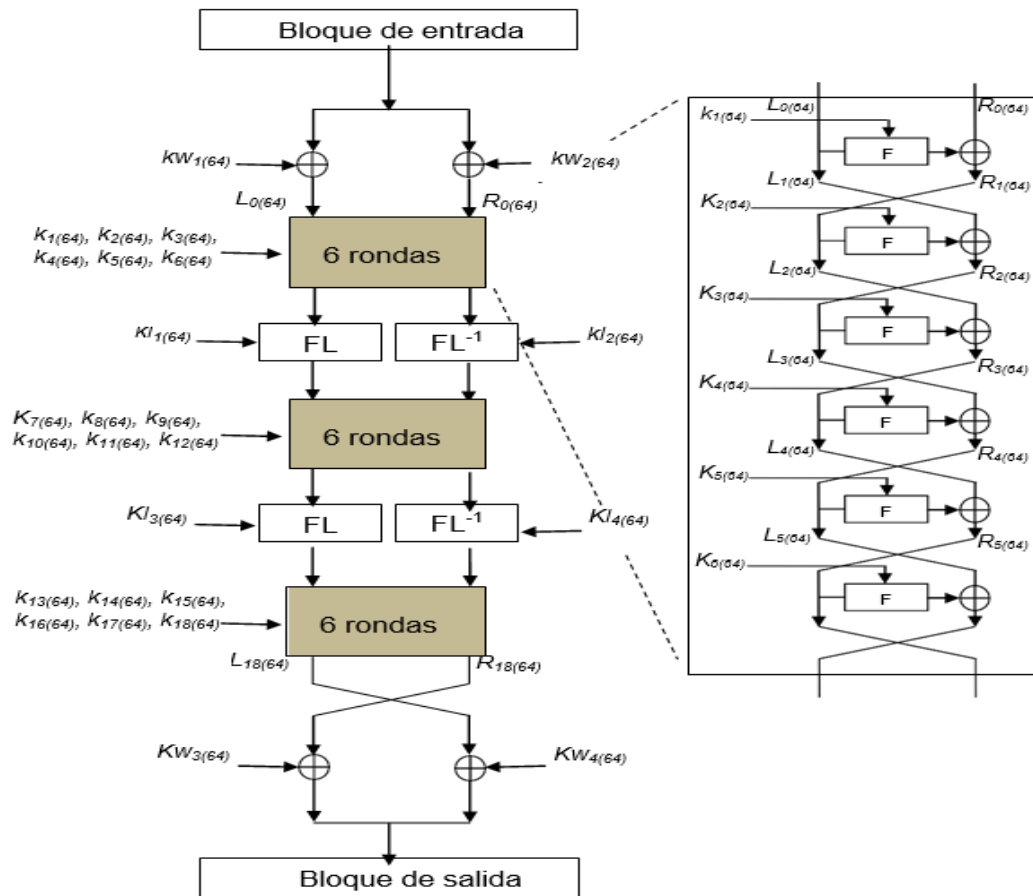 Bloque de entrada
kw1(64)
kw2(64)
L0(64)
R0(64)
k1(64), k2(64), k3(64),
k4(64), k5(64), k6(64)
6 rondas
kl1(64)
FL
FL-1
kl2(64)
K7(64), k8(64), k9(64),
k10(64), k11(64), k12(64)
6 rondas
Kl3(64)
FL
FL-1
Kl4(64)
k13(64), k14(64), k15(64),
k16(64), k17(64), k18(64)
6 rondas
L18(64)
R18(64)
Kw3(64)
Kw4(64)
Bloque de salida
L0(64)
R0(64)
k1(64)
F
L1(64)
R1(64)
K2(64)
F
L2(64)
R2(64)
K3(64)
F
L3(64)
R3(64)
K4(64)
F
L4(64)
R4(64)
K5(64)
F
L5(64)
R5(64)
K6(64)
F